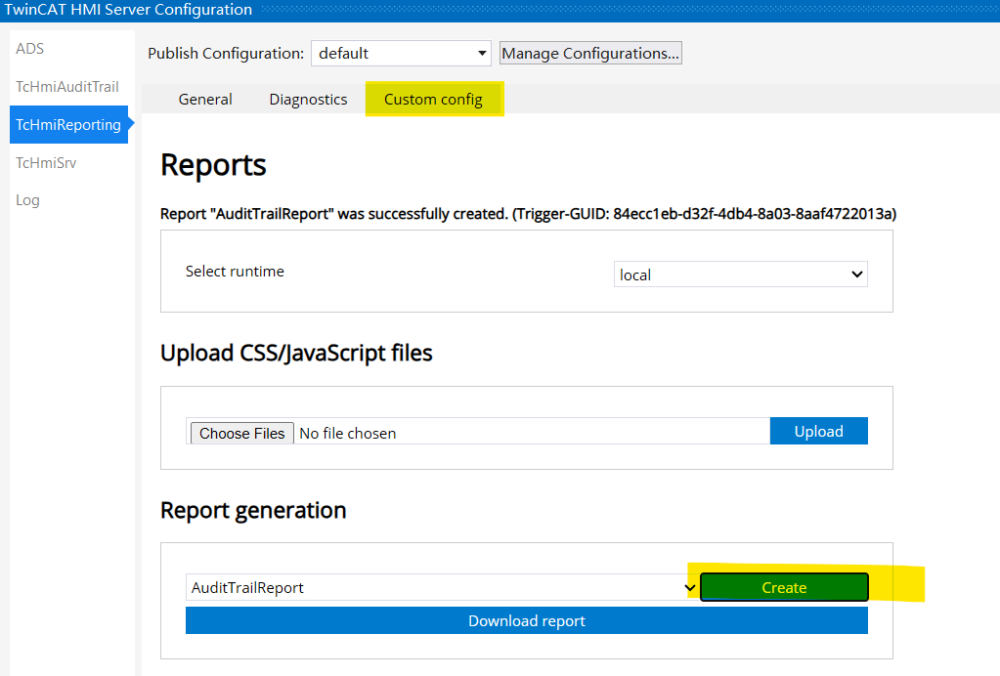 TwinCAT HMI Server Configuration
ADS
TcHmiAuditTrail
TcHmiReporting
TcHmiSrv
Log
Publish Configuration: default Manage Configurations...
General Diagnostics Custom config
Reports
Report "AuditTrailReport" was successfully created. (Trigger-GUID: 84ecc1eb-d32f-4db4-8a03-8aaf4722013a)
Select runtime local
Upload CSS/JavaScript files
Choose Files No file chosen Upload
Report generation
AuditTrailReport Create
Download report